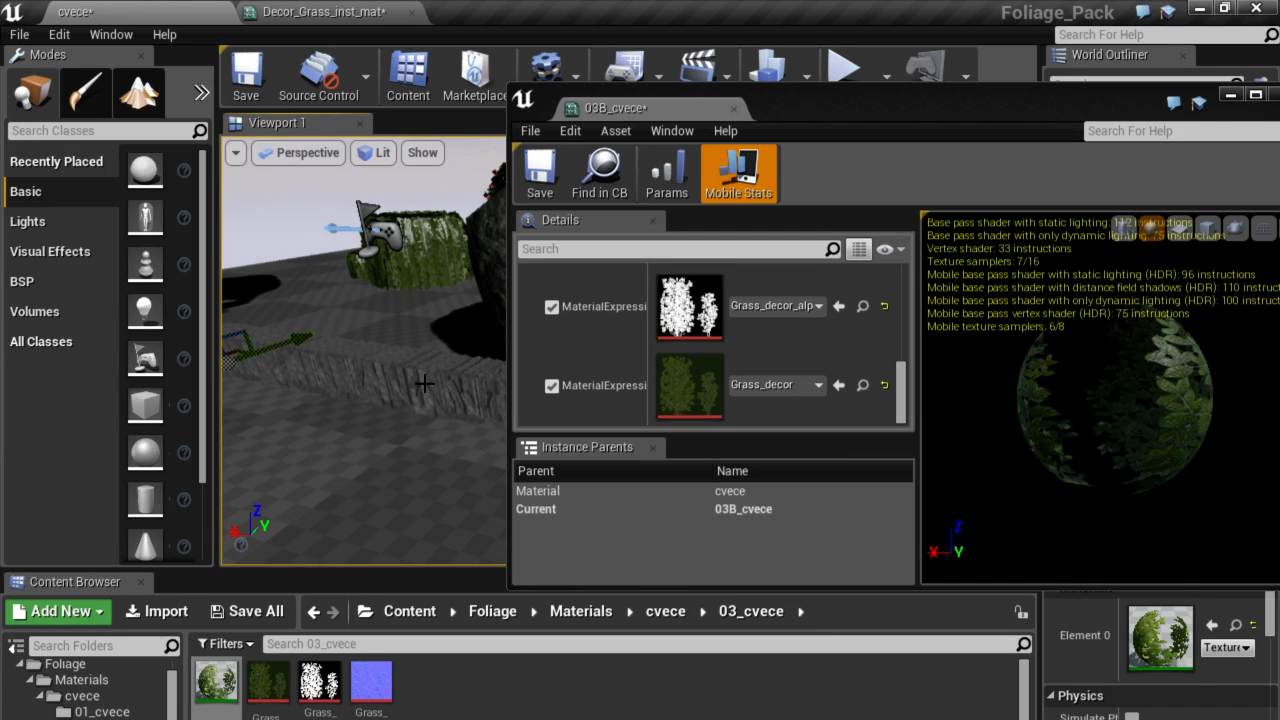 cvece*
Decor_Grass_inst_mat*
Foliage_Pack
File Edit Window Help
Search For Help
Modes
Search Classes
Recently Placed
Basic
Lights
Visual Effects
BSP
Volumes
All Classes
Save
Source Control
Content
Marketplace
World Outliner
Viewport 1
Perspective
Lit
Show
03B_cvece*
File Edit Asset Window Help
Search For Help
Save
Find in CB
Params
Mobile Stats
Details
Search
MaterialExpressi
Grass_decor_alp
MaterialExpressi
Grass_decor
Instance Parents
Parent Name
Material cvece
Current 03B_cvece
Base pass shader with static lighting: 112 instructions
Base pass shader with only dynamic lighting: 75 instructions
Vertex shader: 33 instructions
Texture samplers: 7/16
Mobile base pass shader with static lighting (HDR): 96 instructions
Mobile base pass shader with distance field shadows (HDR): 110 instruct
Mobile base pass shader with only dynamic lighting (HDR): 100 instruct
Mobile base pass vertex shader (HDR): 75 instructions
Mobile texture samplers: 6/8
Z
X Y
Z
X Y
Content Browser
Add New
Import
Save All
Content Foliage Materials cvece 03_cvece
Search Folders
Filters
Search 03_cvece
Foliage
Materials
cvece
01_cvece
Grass_
Grass_
Grass_
Element 0
Texture
Physics
Simulate Ph